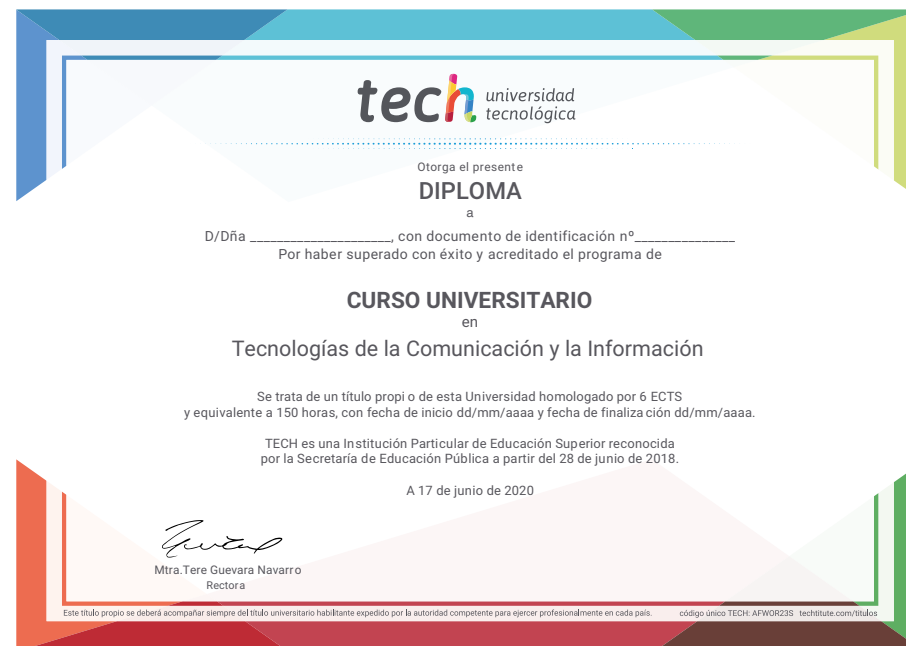 tech universidad
tecnológica
Otorga el presente
DIPLOMA
a
D/Dña ______________________, con documento de identificación nº________________
Por haber superado con éxito y acreditado el programa de
CURSO UNIVERSITARIO
en
Tecnologías de la Comunicación y la Información
Se trata de un título propi o de esta Universidad homologado por 6 ECTS
y equivalente a 150 horas, con fecha de inicio dd/mm/aaaa y fecha de finaliza ción dd/mm/aaaa.
TECH es una Institución Particular de Educación Superior reconocida
por la Secretaría de Educación Pública a partir del 28 de junio de 2018.
A 17 de junio de 2020
Mtra.Tere Guevara Navarro
Rectora
Este título propio se deberá acompañar siempre del título universitario habilitante expedido por la autoridad competente para ejercer profesionalmente en cada país. código único TECH: AFWOR23S techtitute.com/titulos